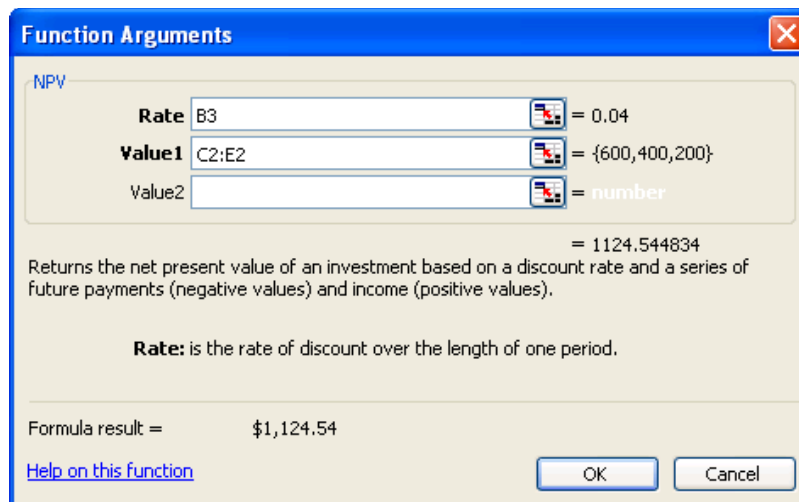 Function Arguments
NPV
Rate B3 = 0.04
Value1 C2:E2 = {600,400,200}
Value2 = number
= 1124.544834
Returns the net present value of an investment based on a discount rate and a series of
future payments (negative values) and income (positive values).
Rate: is the rate of discount over the length of one period.
Formula result = $1,124.54
Help on this function
OK Cancel